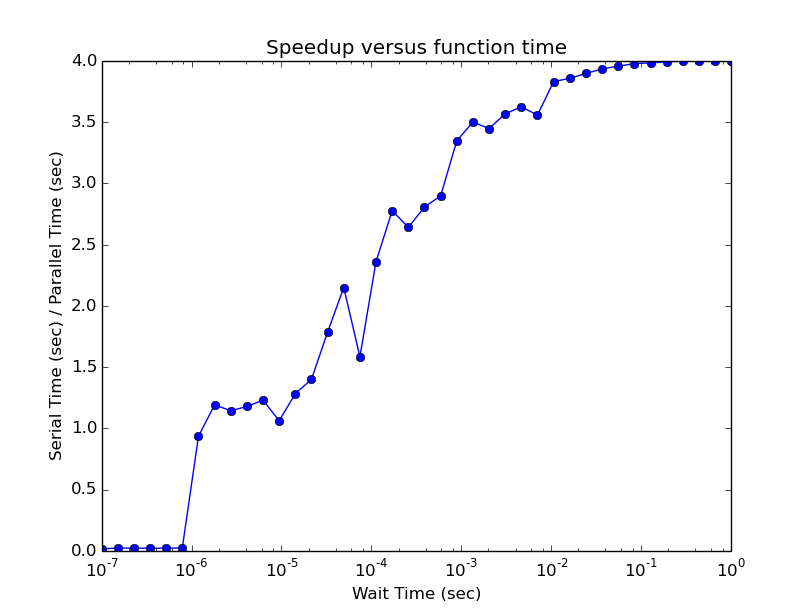 Speedup versus function time
Serial Time (sec) / Parallel Time (sec)
4.0
3.5
3.0
2.5
2.0
1.5
1.0
0.5
0.0
10⁻⁷ 10⁻⁶ 10⁻⁵ 10⁻⁴ 10⁻³ 10⁻² 10⁻¹ 10⁰
Wait Time (sec)